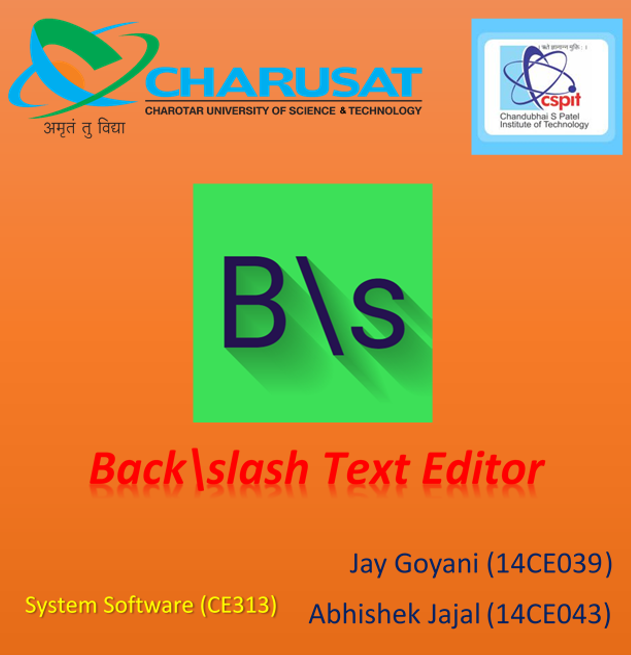 CHARUSAT
CHAROTAR UNIVERSITY OF SCIENCE & TECHNOLOGY
अमृतं तु विद्या
। ऋते ज्ञानान्न मुक्तिः ।
cspit
Chandubhai S Patel
Institute of Technology
B\s
Back\slash Text Editor
Jay Goyani (14CE039)
System Software (CE313)
Abhishek Jajal (14CE043)